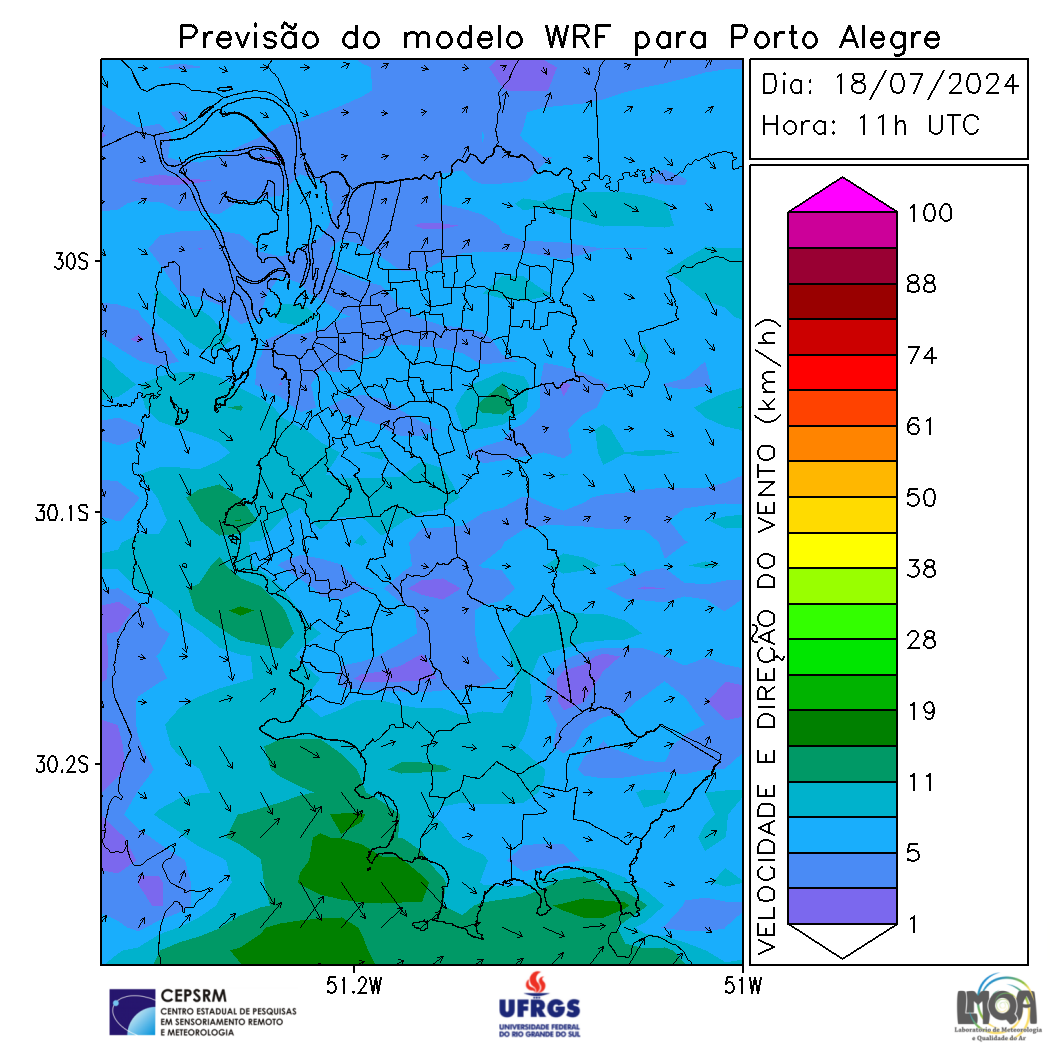 Previsão do modelo WRF para Porto Alegre
Dia: 18/07/2024
Hora: 11h UTC
30S
30.1S
30.2S
51.2W
51W
VELOCIDADE E DIREÇÃO DO VENTO (km/h)
100
88
74
61
50
38
28
19
11
5
1
CEPSRM
CENTRO ESTADUAL DE PESQUISAS
EM SENSORIAMENTO REMOTO
E METEOROLOGIA
UFRGS
UNIVERSIDADE FEDERAL
DO RIO GRANDE DO SUL
LMQA
Laboratório de Meteorologia
e Qualidade do Ar